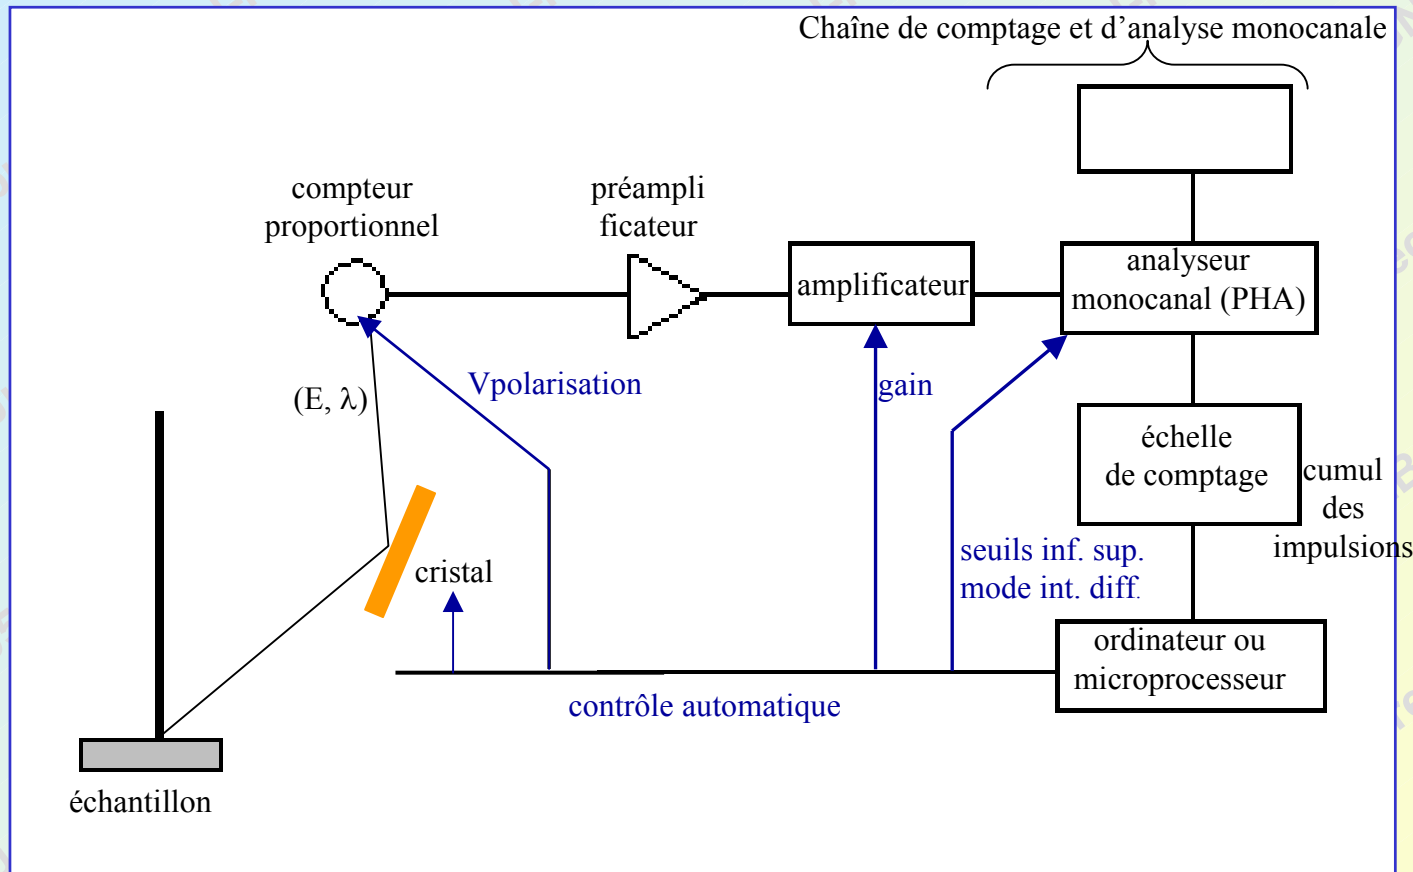 Chaîne de comptage et d’analyse monocanale
compteur
proportionnel
préampli
ficateur
amplificateur
analyseur
monocanal (PHA)
Vpolarisation
(E, λ)
gain
échelle
de comptage
cumul
des
impulsions
seuils inf. sup.
mode int. diff.
cristal
ordinateur ou
microprocesseur
contrôle automatique
échantillon